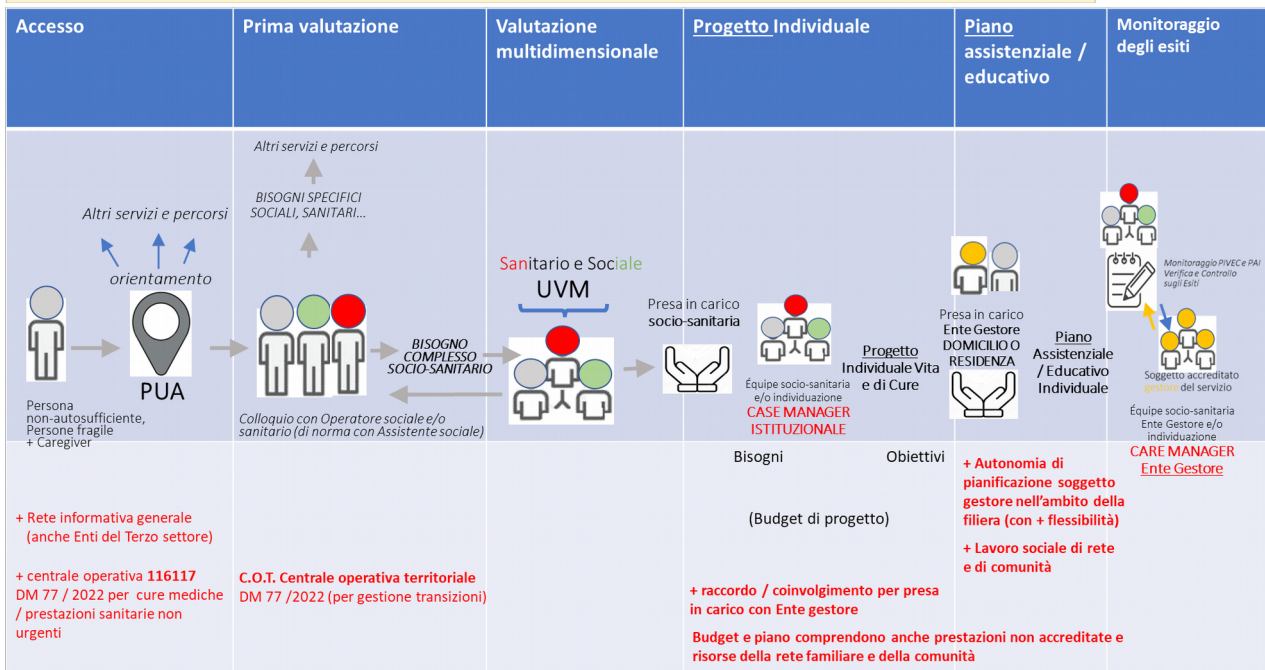 Accesso
Prima valutazione
Valutazione
multidimensionale
Progetto Individuale
Piano
assistenziale /
educativo
Monitoraggio
degli esiti
Altri servizi e percorsi
orientamento
PUA
Persona
non-autosufficiente,
Persone fragile
+ Caregiver
+ Rete informativa generale
(anche Enti del Terzo settore)
+ centrale operativa 116117
DM 77 / 2022 per cure mediche
/ prestazioni sanitarie non
urgenti
Altri servizi e percorsi
BISOGNI SPECIFICI
SOCIALI, SANITARI...
BISOGNO
COMPLESSO
SOCIO-SANITARIO
Colloquio con Operatore sociale e/o
sanitario (di norma con Assistente sociale)
C.O.T. Centrale operativa territoriale
DM 77 /2022 (per gestione transizioni)
Sanitario e Sociale
UVM
Presa in carico
socio-sanitaria
Équipe socio-sanitaria
e/o individuazione
CASE MANAGER
ISTITUZIONALE
Progetto
Individuale Vita
e di Cure
Bisogni
Obiettivi
(Budget di progetto)
+ raccordo / coinvolgimento per presa
in carico con Ente gestore
Budget e piano comprendono anche prestazioni non accreditate e
risorse della rete familiare e della comunità
Presa in carico
Ente Gestore
DOMICILIO O
RESIDENZA
Piano
Assistenziale
/ Educativo
Individuale
+ Autonomia di
pianificazione soggetto
gestore nell'ambito della
filiera (con + flessibilità)
+ Lavoro sociale di rete
e di comunità
Monitoraggio PIVEC e PAI
Verifica e Controllo
sugli Esiti
Soggetto accreditato
gestore del servizio
Équipe socio-sanitaria
Ente Gestore e/o
individuazione
CARE MANAGER
Ente Gestore